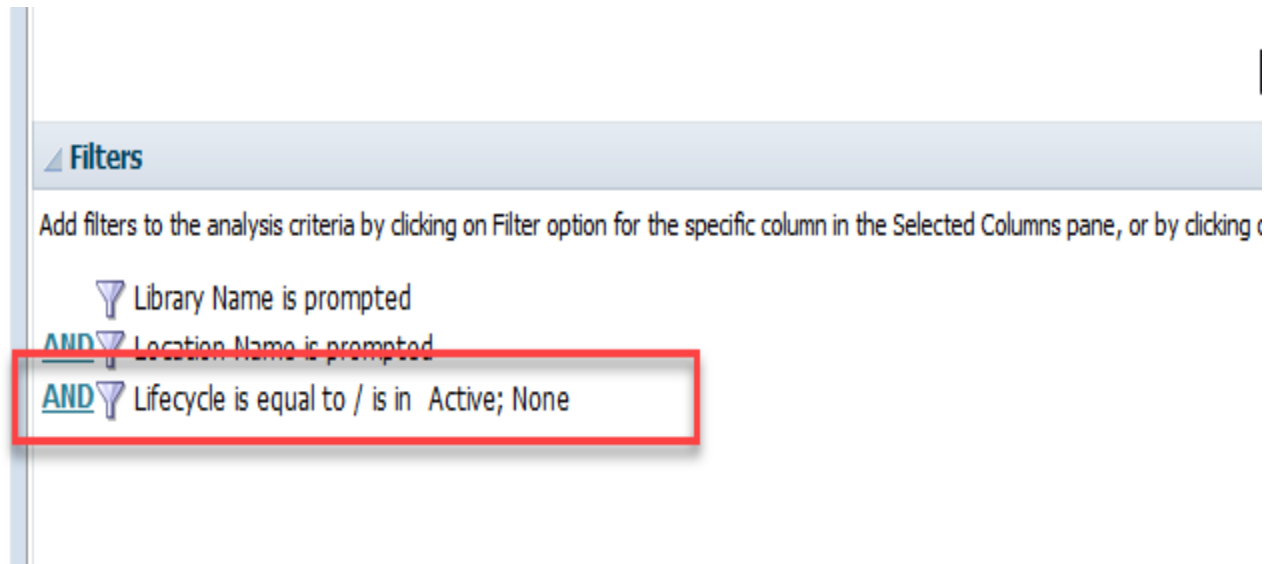 Filters
Add filters to the analysis criteria by clicking on Filter option for the specific column in the Selected Columns pane, or by clicking
Library Name is prompted
AND Location Name is prompted
AND Lifecycle is equal to / is in Active; None